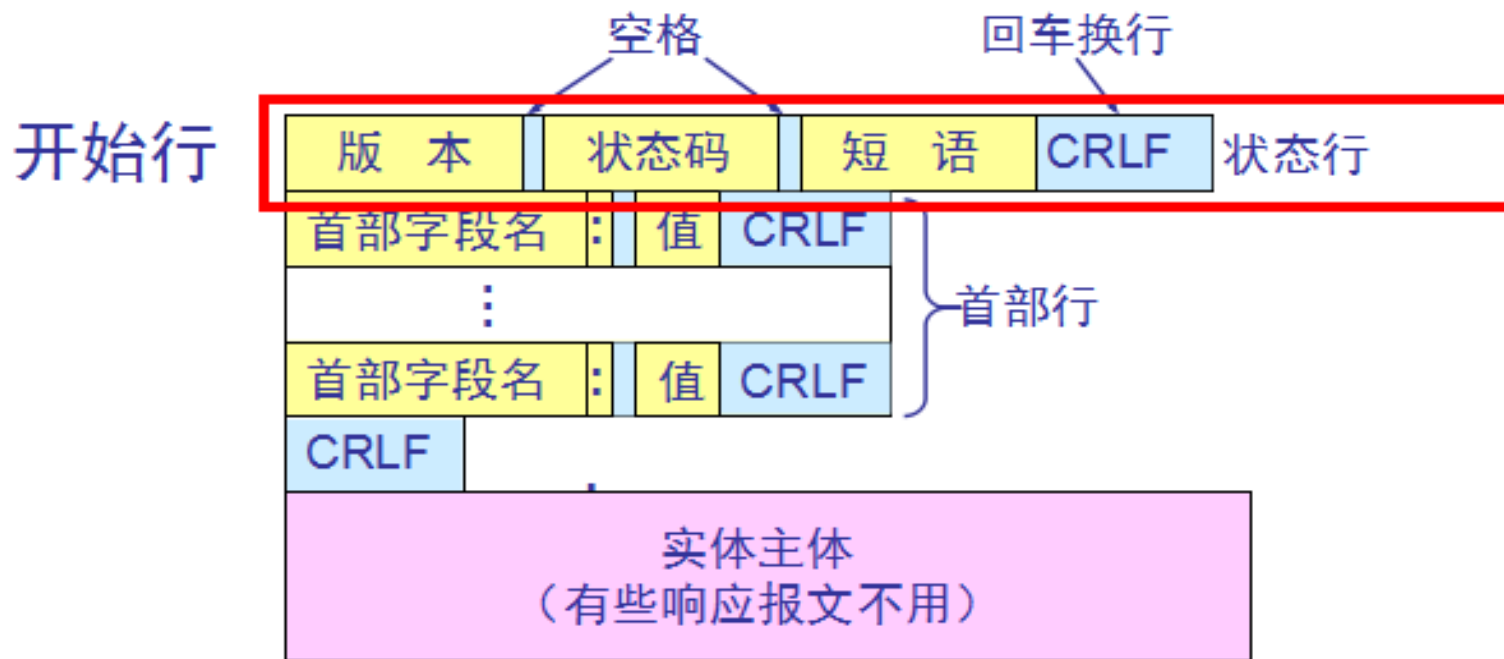 空格 回车换行
开始行 版 本 状态码 短 语 CRLF 状态行
首部字段名 : 值 CRLF
⋮ 首部行
首部字段名 : 值 CRLF
CRLF
实体主体
（有些响应报文不用）